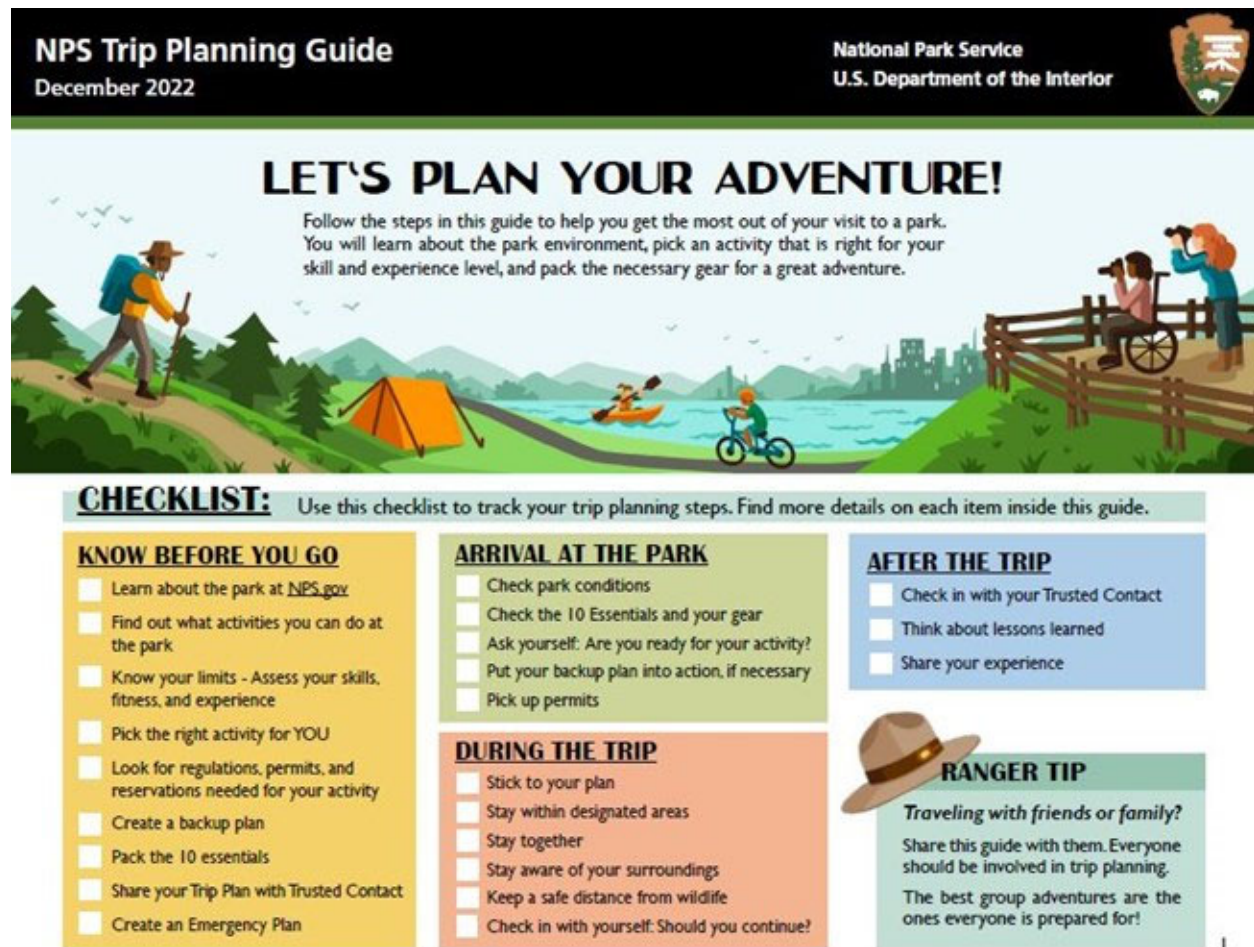 NPS Trip Planning Guide
December 2022
National Park Service
U.S. Department of the Interior
LET'S PLAN YOUR ADVENTURE!
Follow the steps in this guide to help you get the most out of your visit to a park.
You will learn about the park environment, pick an activity that is right for your
skill and experience level, and pack the necessary gear for a great adventure.
CHECKLIST: Use this checklist to track your trip planning steps. Find more details on each item inside this guide.
KNOW BEFORE YOU GO
Learn about the park at NPS.gov
Find out what activities you can do at
the park
Know your limits - Assess your skills,
fitness, and experience
Pick the right activity for YOU
Look for regulations, permits, and
reservations needed for your activity
Create a backup plan
Pack the 10 essentials
Share your Trip Plan with Trusted Contact
Create an Emergency Plan
ARRIVAL AT THE PARK
Check park conditions
Check the 10 Essentials and your gear
Ask yourself: Are you ready for your activity?
Put your backup plan into action, if necessary
Pick up permits
DURING THE TRIP
Stick to your plan
Stay within designated areas
Stay together
Stay aware of your surroundings
Keep a safe distance from wildlife
Check in with yourself: Should you continue?
AFTER THE TRIP
Check in with your Trusted Contact
Think about lessons learned
Share your experience
RANGER TIP
Traveling with friends or family?
Share this guide with them. Everyone
should be involved in trip planning.
The best group adventures are the
ones everyone is prepared for!